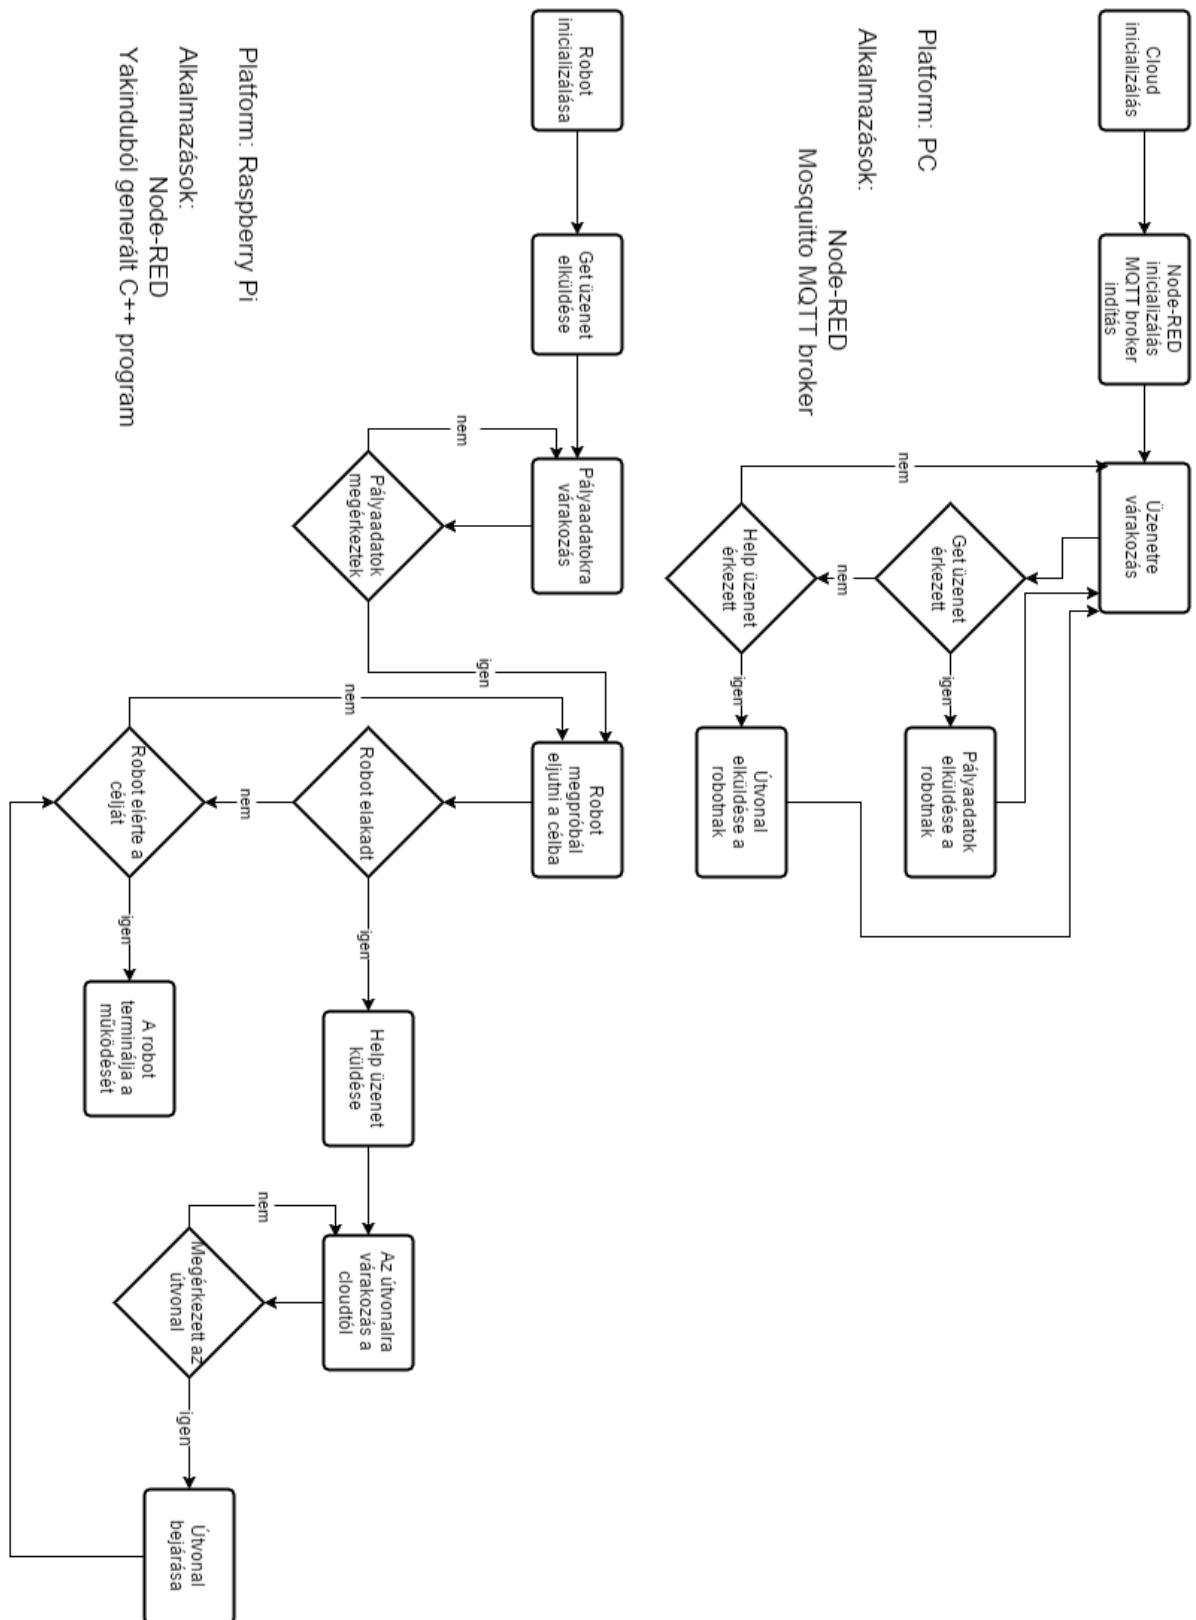 Cloud
inicializálás
Node-RED
inicializálás
MQTT broker
indítás
Üzenetre
várakozás
Platform: PC
Alkalmazások:
Node-RED
Mosquitto MQTT broker
Get üzenet
érkezett
nem
igen
Pályaadatok
elküldése a
robotnak
Help üzenet
érkezett
nem
igen
Útvonal
elküldése a
robotnak
Robot
inicializálása
Get üzenet
elküldése
Pályaadatokra
várakozás
nem
Pályaadatok
megérkeztek
igen
Robot
megpróbál
eljutni a célba
Robot elakadt
nem
igen
Robot elérte a
célját
nem
igen
A robot
terminálja a
működését
Help üzenet
küldése
Az útvonalra
várakozás a
cloudtól
nem
Megérkezett az
útvonal
igen
Útvonal
bejárása
Platform: Raspberry Pi
Alkalmazások:
Node-RED
Yakinduból generált C++ program